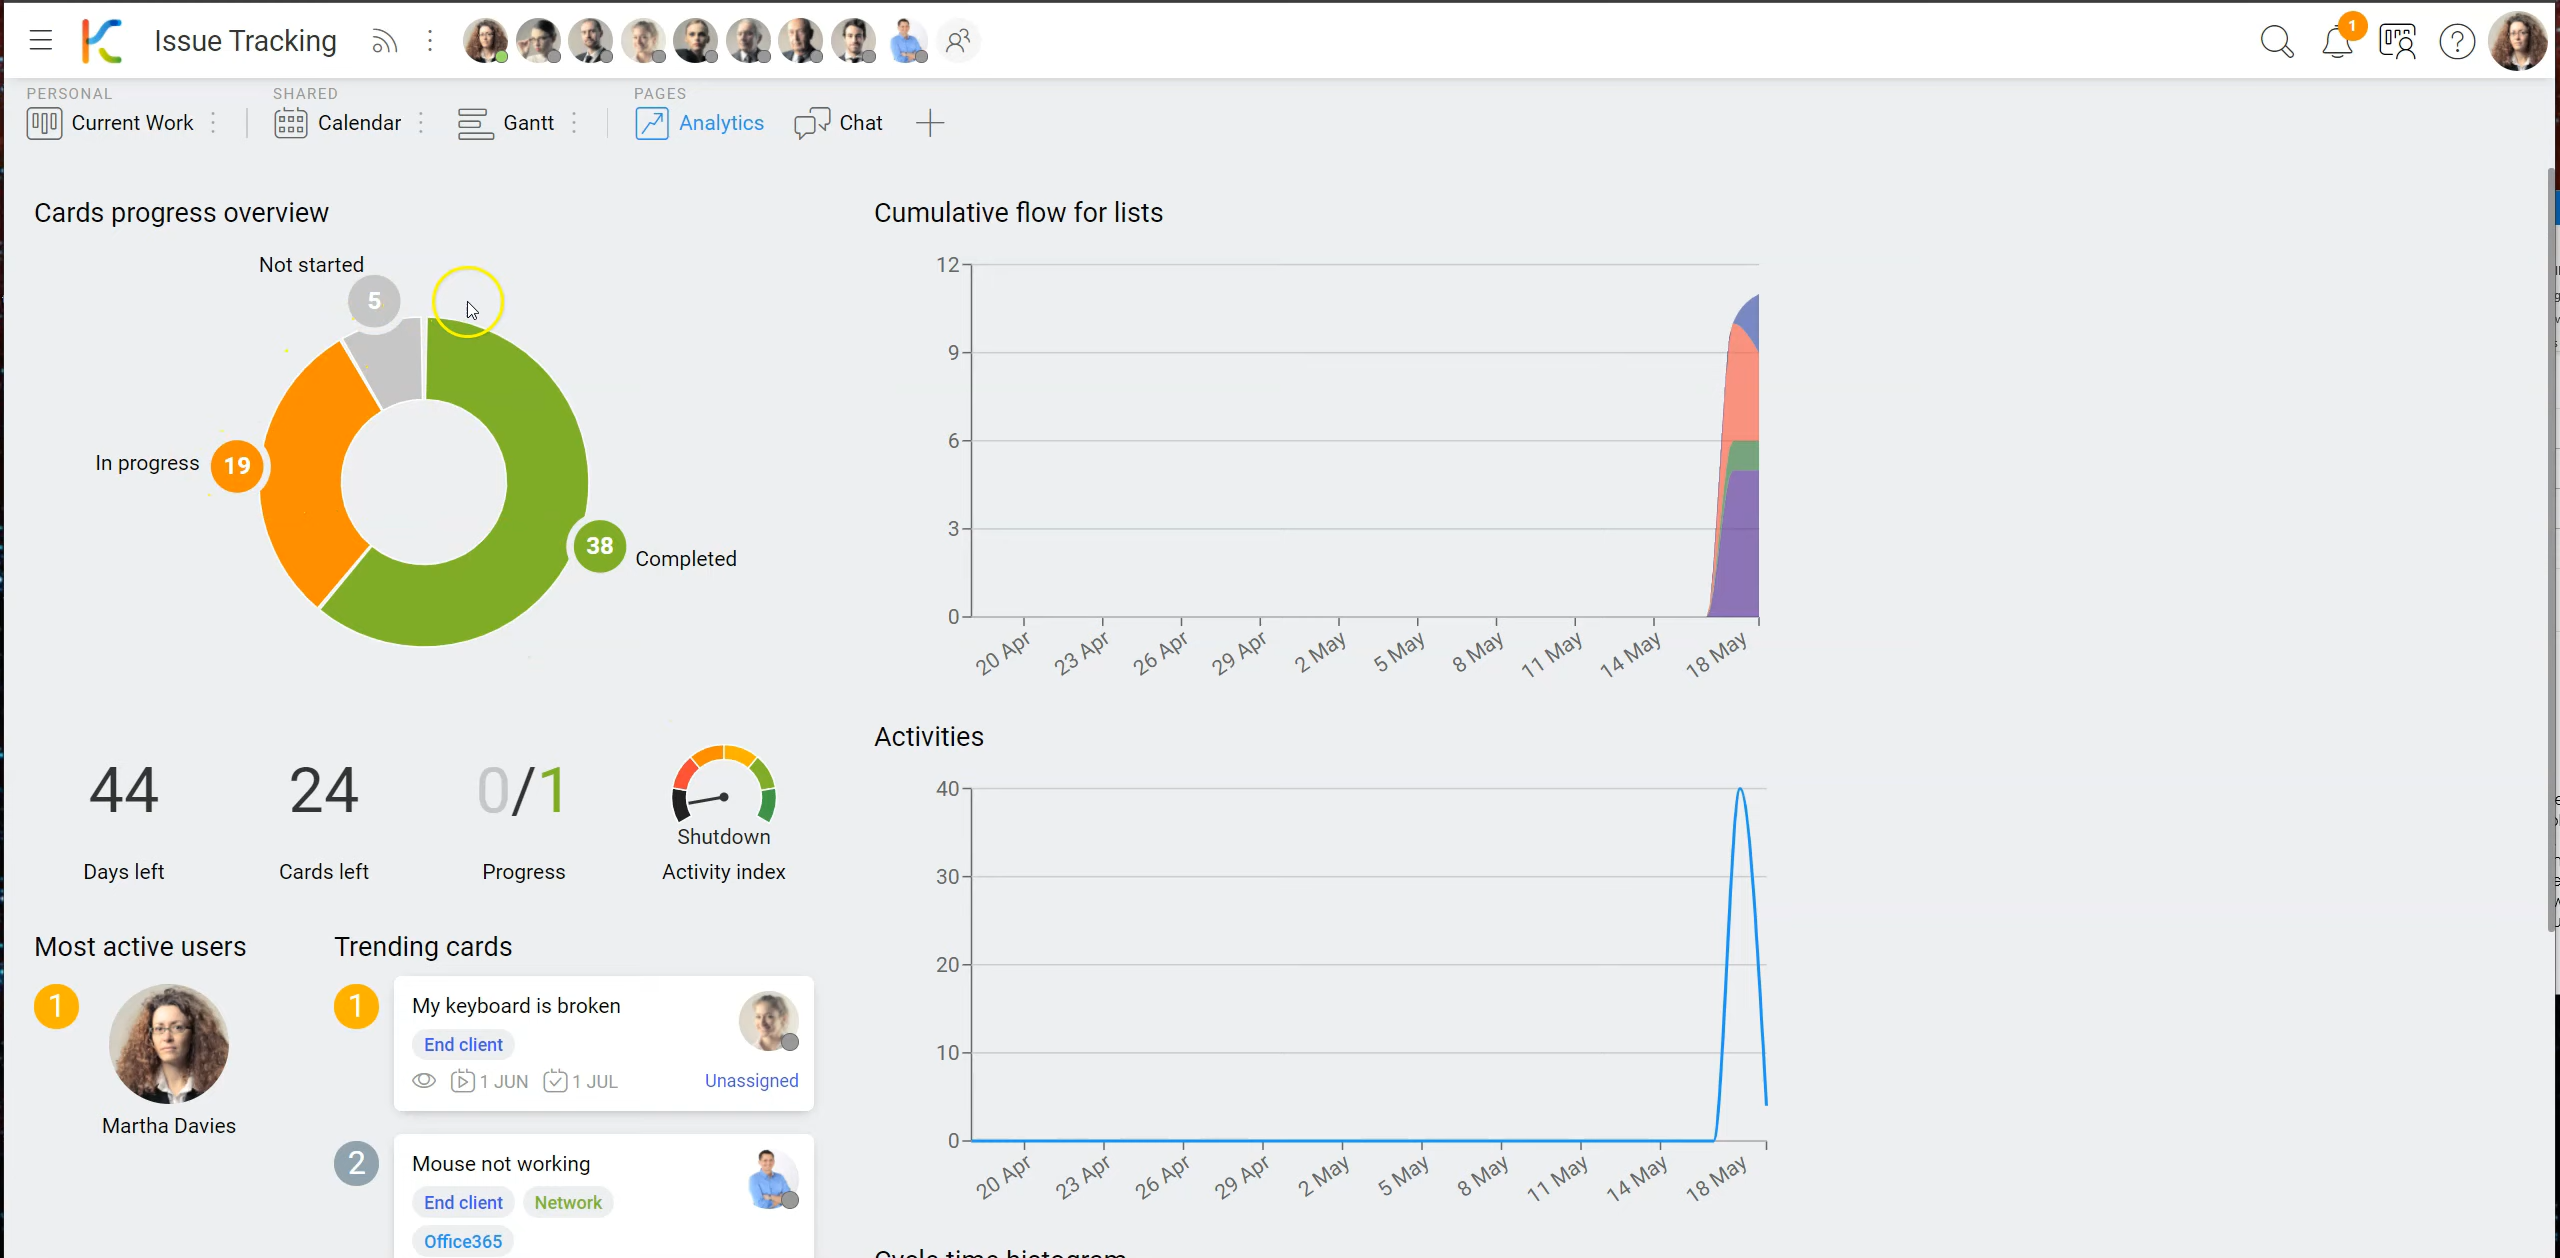 Issue Tracking
1
PERSONAL
Current Work
SHARED
Calendar
Gantt
PAGES
Analytics
Chat
Cards progress overview
Not started
5
In progress
19
38
Completed
44
Days left
24
Cards left
0/1
Progress
Shutdown
Activity index
Most active users
1
Martha Davies
Trending cards
1
My keyboard is broken
End client
1 JUN
1 JUL
Unassigned
2
Mouse not working
End client
Network
Office365
Cumulative flow for lists
12
9
6
3
0
20 Apr
23 Apr
26 Apr
29 Apr
2 May
5 May
8 May
11 May
14 May
18 May
Activities
40
30
20
10
0
20 Apr
23 Apr
26 Apr
29 Apr
2 May
5 May
8 May
11 May
14 May
18 May
Cycle time histogram